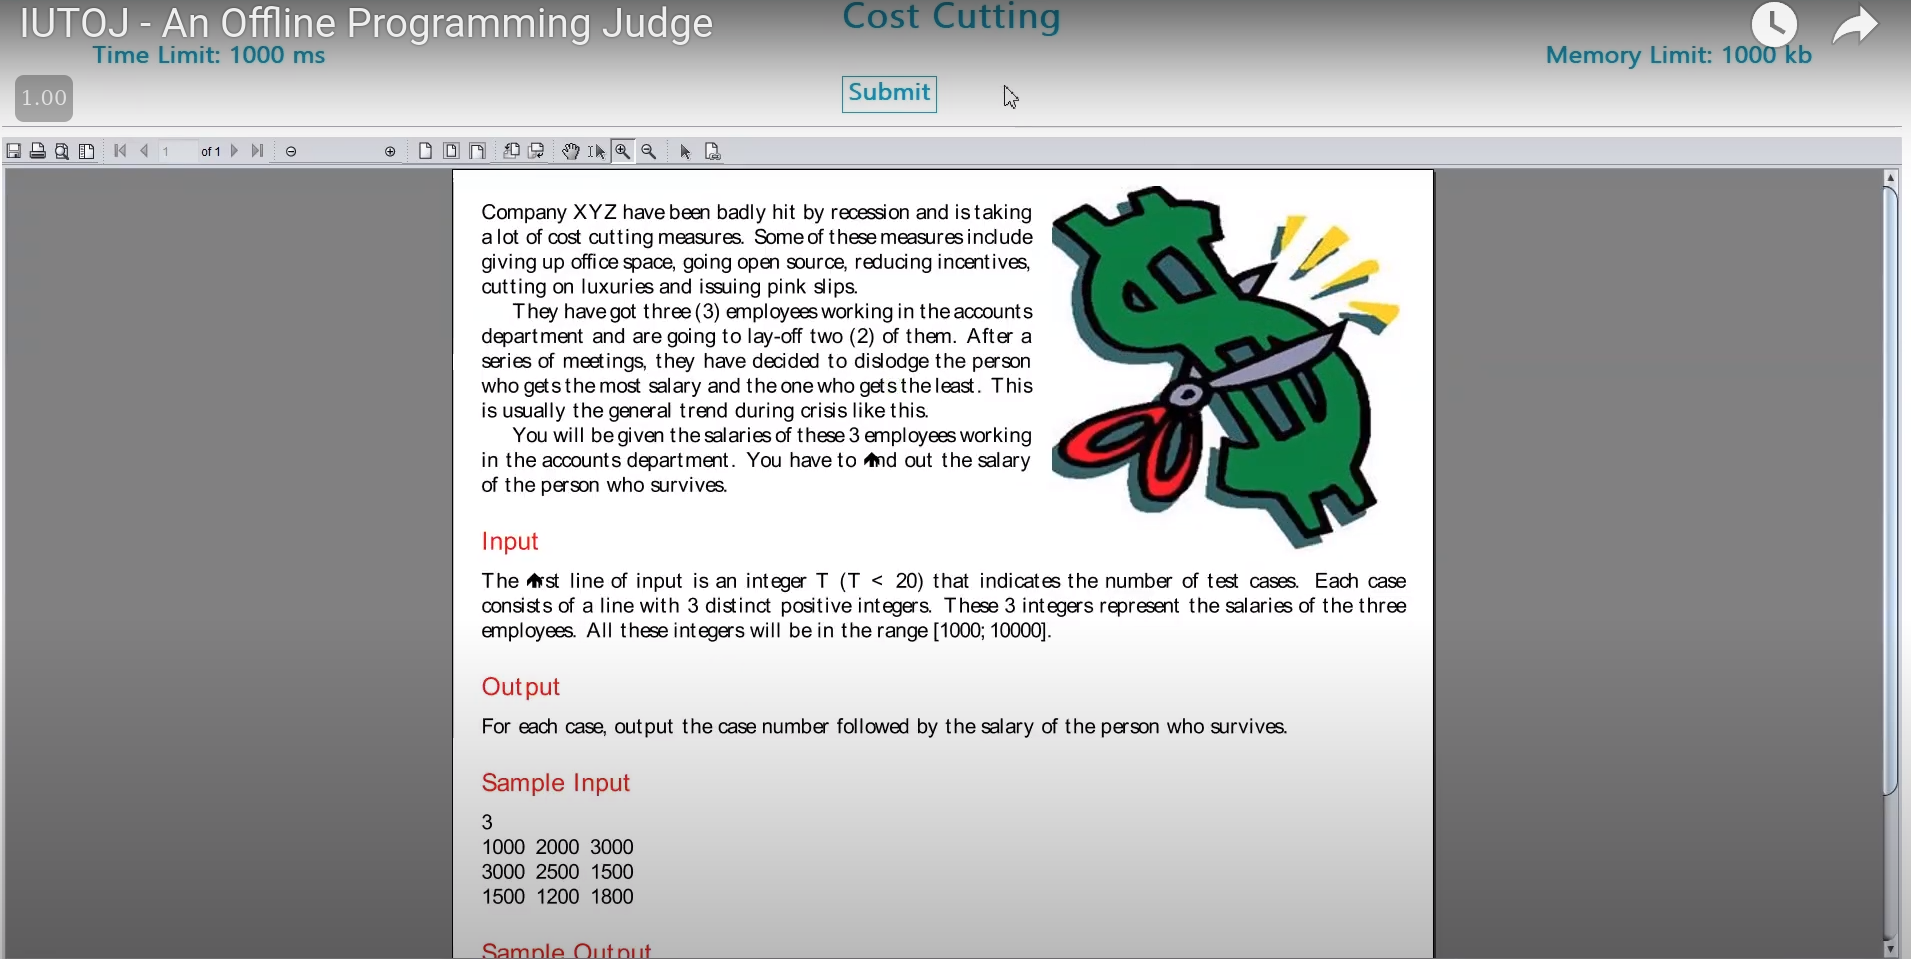 IUTOJ - An Offline Programming Judge
Cost Cutting
Time Limit: 1000 ms
Memory Limit: 1000 kb
1.00
Submit
1 of 1
Company XYZ have been badly hit by recession and is taking
a lot of cost cutting measures. Some of these measures include
giving up office space, going open source, reducing incentives,
cutting on luxuries and issuing pink slips.
They have got three (3) employees working in the accounts
department and are going to lay-off two (2) of them. After a
series of meetings, they have decided to dislodge the person
who gets the most salary and the one who gets the least. This
is usually the general trend during crisis like this.
You will be given the salaries of these 3 employees working
in the accounts department. You have to nd out the salary
of the person who survives.
Input
The rst line of input is an integer T (T < 20) that indicates the number of test cases. Each case
consists of a line with 3 distinct positive integers. These 3 integers represent the salaries of the three
employees. All these integers will be in the range [1000; 10000].
Output
For each case, output the case number followed by the salary of the person who survives.
Sample Input
3
1000 2000 3000
3000 2500 1500
1500 1200 1800
Sample Output